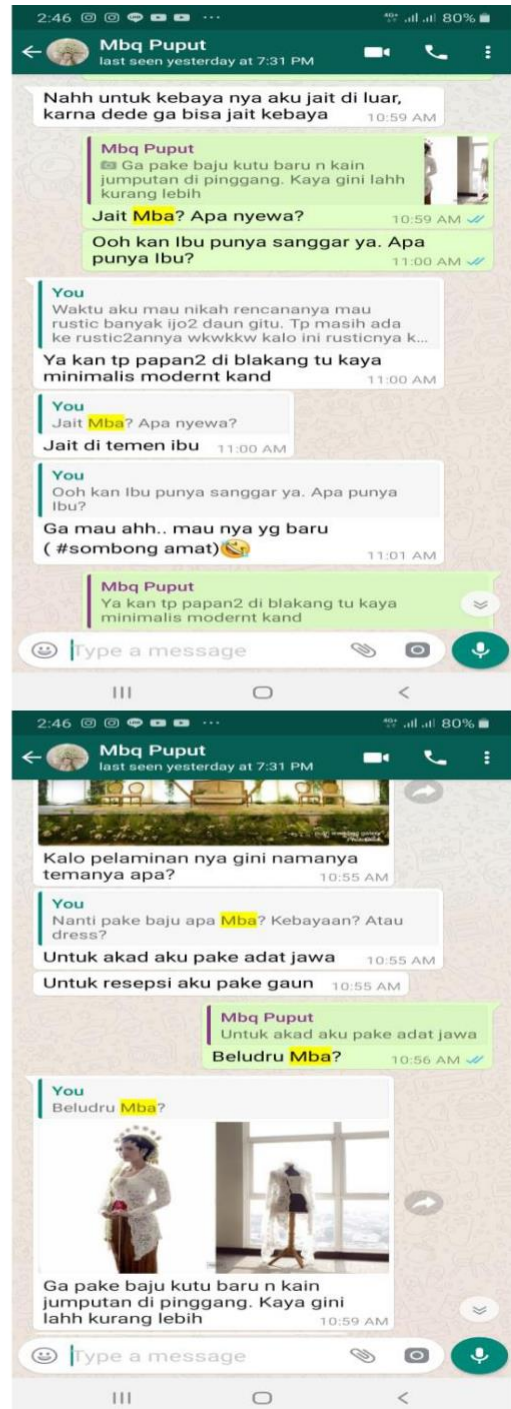 2:46 ... 80%
Mbq Puput
last seen yesterday at 7:31 PM
Nahh untuk kebaya nya aku jait di luar,
karna dede ga bisa jait kebaya 10:59 AM
Mbq Puput
Ga pake baju kutu baru n kain
jumputan di pinggang. Kaya gini lahh
kurang lebih
Jait Mba? Apa nyewa? 10:59 AM
Ooh kan Ibu punya sanggar ya. Apa
punya Ibu? 11:00 AM
You
Waktu aku mau nikah rencananya mau
rustic banyak ijo2 daun gitu. Tp masih ada
ke rustic2annya wkwkkw kalo ini rusticnya k...
Ya kan tp papan2 di blakang tu kaya
minimalis modernt kand 11:00 AM
You
Jait Mba? Apa nyewa?
Jait di temen ibu 11:00 AM
You
Ooh kan Ibu punya sanggar ya. Apa punya
Ibu?
Ga mau ahh.. mau nya yg baru
( #sombong amat) 11:01 AM
Mbq Puput
Ya kan tp papan2 di blakang tu kaya
minimalis modernt kand
Type a message
2:46 ... 80%
Mbq Puput
last seen yesterday at 7:31 PM
Kalo pelaminan nya gini namanya
temanya apa? 10:55 AM
You
Nanti pake baju apa Mba? Kebayaan? Atau
dress?
Untuk akad aku pake adat jawa 10:55 AM
Untuk resepsi aku pake gaun 10:55 AM
Mbq Puput
Untuk akad aku pake adat jawa
Beludru Mba? 10:56 AM
You
Beludru Mba?
Ga pake baju kutu baru n kain
jumputan di pinggang. Kaya gini
lahh kurang lebih 10:59 AM
Type a message